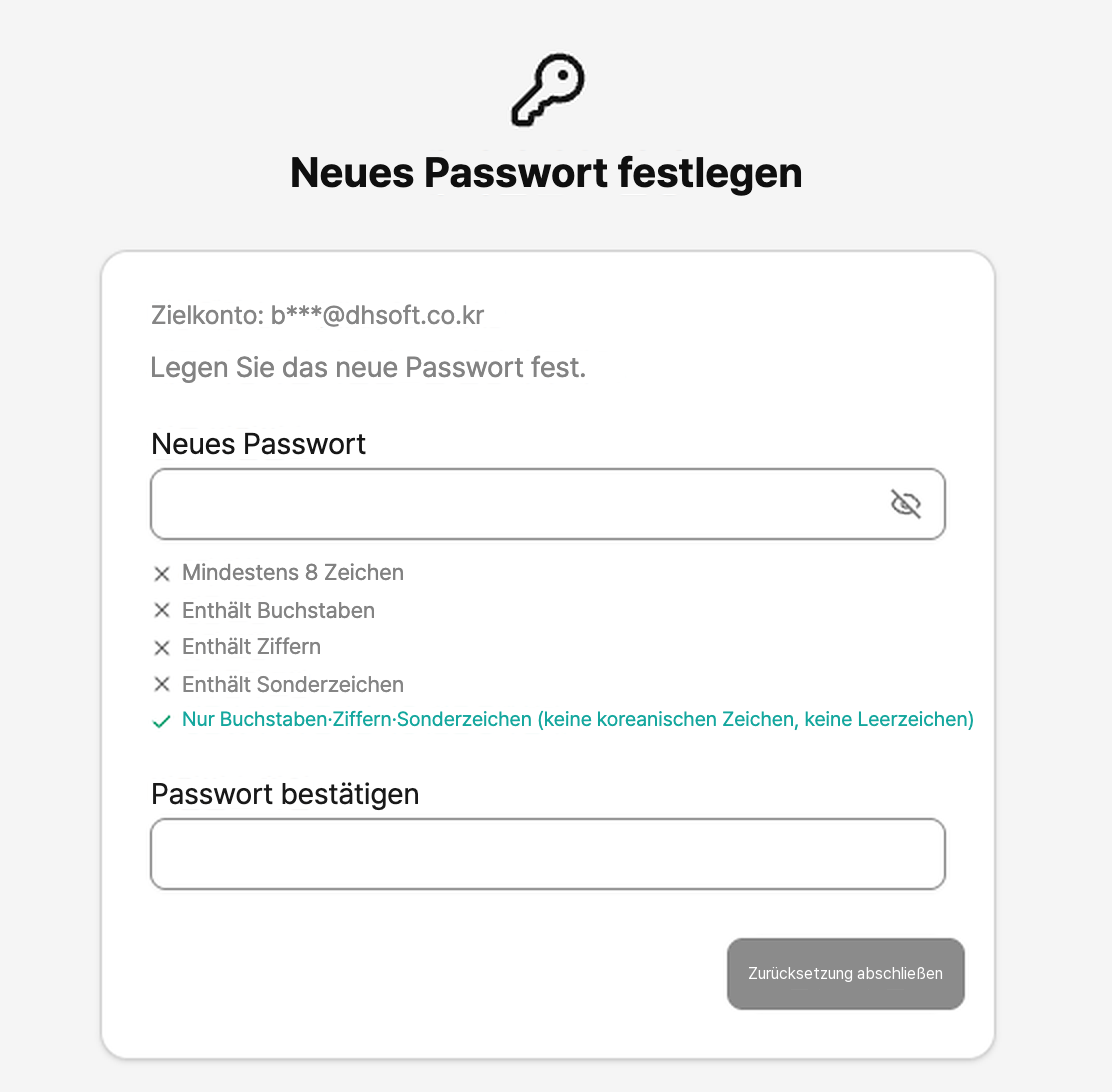 Neues Passwort festlegen
Zielkonto: b***@dhsoft.co.kr
Legen Sie das neue Passwort fest.
Neues Passwort
Mindestens 8 Zeichen
Enthält Buchstaben
Enthält Ziffern
Enthält Sonderzeichen
Nur Buchstaben·Ziffern·Sonderzeichen (keine koreanischen Zeichen, keine Leerzeichen)
Passwort bestätigen
Zurücksetzung abschließen